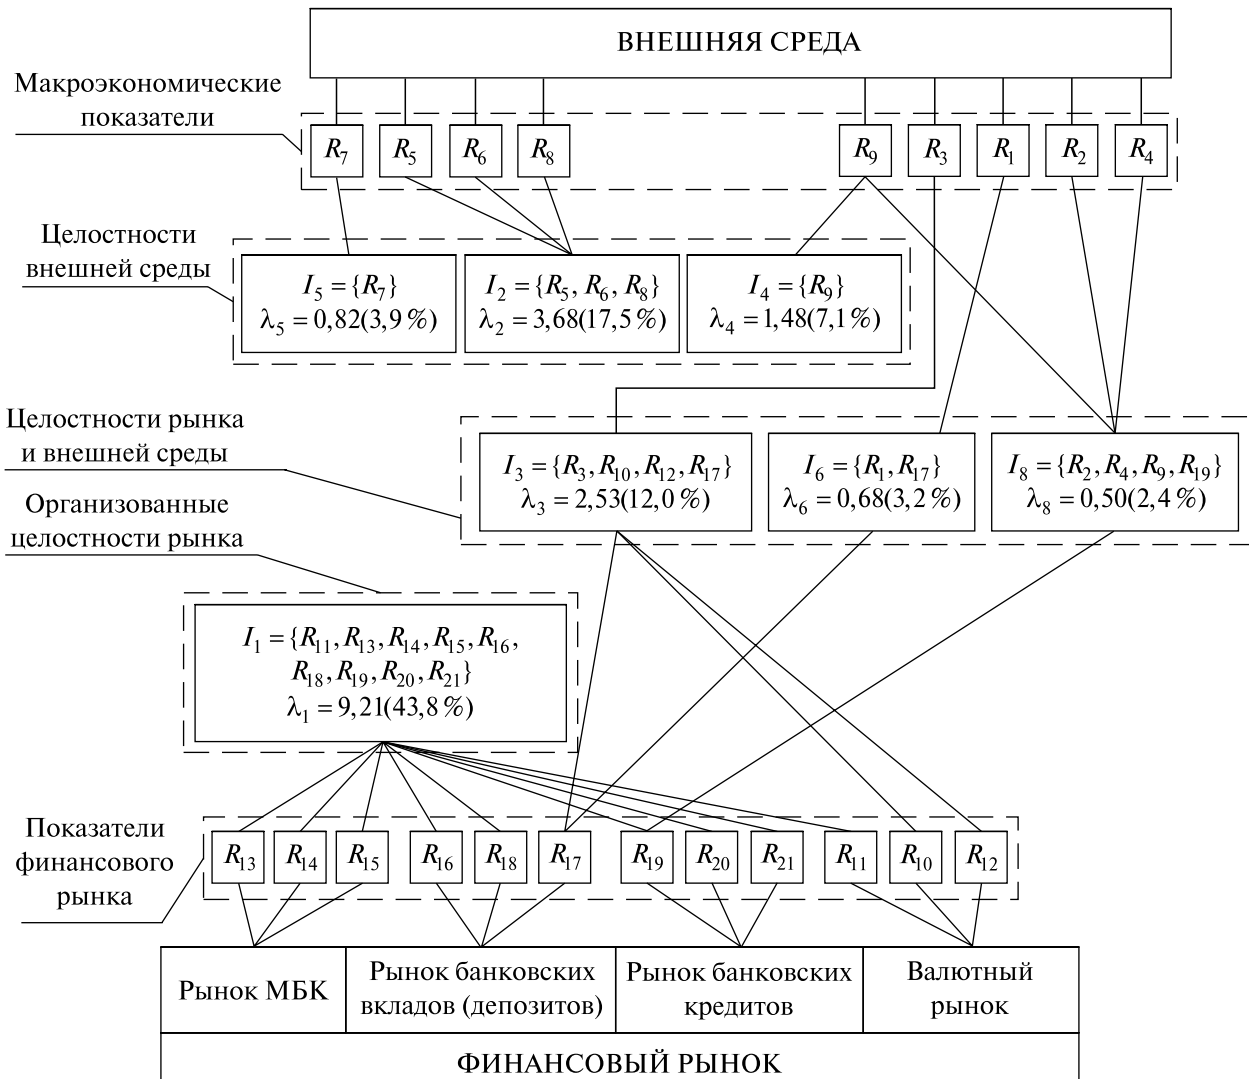 ВНЕШНЯЯ СРЕДА
Макроэкономические
показатели
R₇ R₅ R₆ R₈ R₉ R₃ R₁ R₂ R₄
Целостности
внешней среды
I₅ = {R₇}
λ₅ = 0,82(3,9 %)
I₂ = {R₅, R₆, R₈}
λ₂ = 3,68(17,5 %)
I₄ = {R₉}
λ₄ = 1,48(7,1 %)
Целостности рынка
и внешней среды
I₃ = {R₃, R₁₀, R₁₂, R₁₇}
λ₃ = 2,53(12,0 %)
I₆ = {R₁, R₁₇}
λ₆ = 0,68(3,2 %)
I₈ = {R₂, R₄, R₉, R₁₉}
λ₈ = 0,50(2,4 %)
Организованные
целостности рынка
I₁ = {R₁₁, R₁₃, R₁₄, R₁₅, R₁₆,
R₁₈, R₁₉, R₂₀, R₂₁}
λ₁ = 9,21(43,8 %)
Показатели
финансового
рынка
R₁₃ R₁₄ R₁₅ R₁₆ R₁₈ R₁₇ R₁₉ R₂₀ R₂₁ R₁₁ R₁₀ R₁₂
Рынок МБК
Рынок банковских
вкладов (депозитов)
Рынок банковских
кредитов
Валютный
рынок
ФИНАНСОВЫЙ РЫНОК